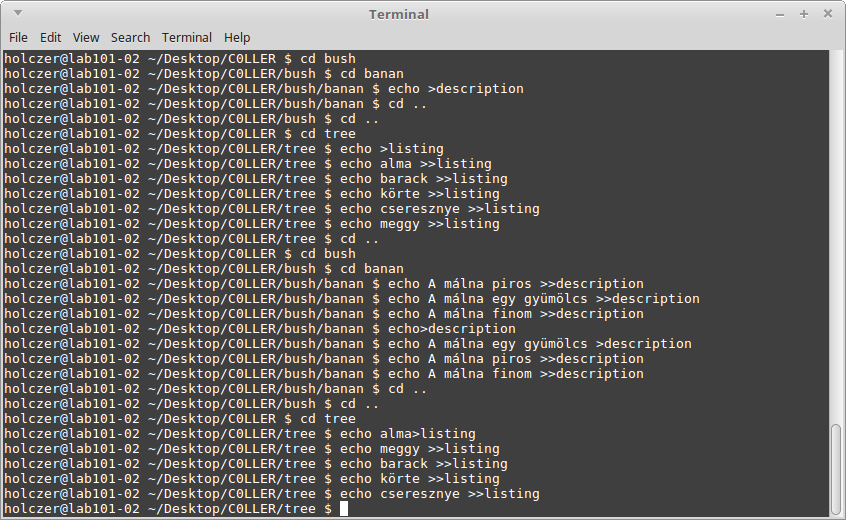 Terminal
File Edit View Search Terminal Help
holczer@lab101-02 ~/Desktop/C0LLER $ cd bush
holczer@lab101-02 ~/Desktop/C0LLER/bush $ cd banan
holczer@lab101-02 ~/Desktop/C0LLER/bush/banan $ echo >description
holczer@lab101-02 ~/Desktop/C0LLER/bush/banan $ cd ..
holczer@lab101-02 ~/Desktop/C0LLER/bush $ cd ..
holczer@lab101-02 ~/Desktop/C0LLER $ cd tree
holczer@lab101-02 ~/Desktop/C0LLER/tree $ echo >listing
holczer@lab101-02 ~/Desktop/C0LLER/tree $ echo alma >>listing
holczer@lab101-02 ~/Desktop/C0LLER/tree $ echo barack >>listing
holczer@lab101-02 ~/Desktop/C0LLER/tree $ echo körte >>listing
holczer@lab101-02 ~/Desktop/C0LLER/tree $ echo cseresznye >>listing
holczer@lab101-02 ~/Desktop/C0LLER/tree $ echo meggy >>listing
holczer@lab101-02 ~/Desktop/C0LLER/tree $ cd ..
holczer@lab101-02 ~/Desktop/C0LLER $ cd bush
holczer@lab101-02 ~/Desktop/C0LLER/bush $ cd banan
holczer@lab101-02 ~/Desktop/C0LLER/bush/banan $ echo A málna piros >>description
holczer@lab101-02 ~/Desktop/C0LLER/bush/banan $ echo A málna egy gyümölcs >>description
holczer@lab101-02 ~/Desktop/C0LLER/bush/banan $ echo A málna finom >>description
holczer@lab101-02 ~/Desktop/C0LLER/bush/banan $ echo>description
holczer@lab101-02 ~/Desktop/C0LLER/bush/banan $ echo A málna egy gyümölcs >description
holczer@lab101-02 ~/Desktop/C0LLER/bush/banan $ echo A málna piros >>description
holczer@lab101-02 ~/Desktop/C0LLER/bush/banan $ echo A málna finom >>description
holczer@lab101-02 ~/Desktop/C0LLER/bush/banan $ cd ..
holczer@lab101-02 ~/Desktop/C0LLER/bush $ cd ..
holczer@lab101-02 ~/Desktop/C0LLER $ cd tree
holczer@lab101-02 ~/Desktop/C0LLER/tree $ echo alma>listing
holczer@lab101-02 ~/Desktop/C0LLER/tree $ echo meggy >>listing
holczer@lab101-02 ~/Desktop/C0LLER/tree $ echo barack >>listing
holczer@lab101-02 ~/Desktop/C0LLER/tree $ echo körte >>listing
holczer@lab101-02 ~/Desktop/C0LLER/tree $ echo cseresznye >>listing
holczer@lab101-02 ~/Desktop/C0LLER/tree $